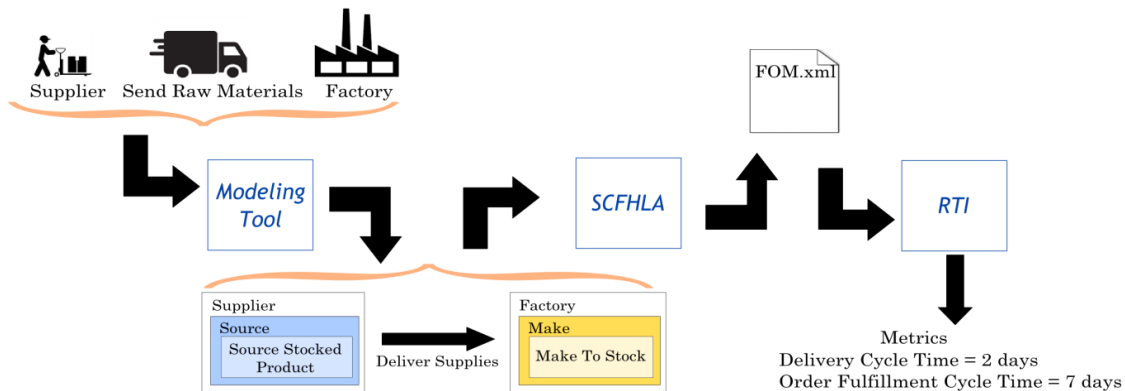 Supplier
Send Raw Materials
Factory
FOM.xml
Modeling
Tool
SCFHLA
RTI
Supplier
Source
Source Stocked
Product
Deliver Supplies
Factory
Make
Make To Stock
Metrics
Delivery Cycle Time = 2 days
Order Fulfillment Cycle Time = 7 days